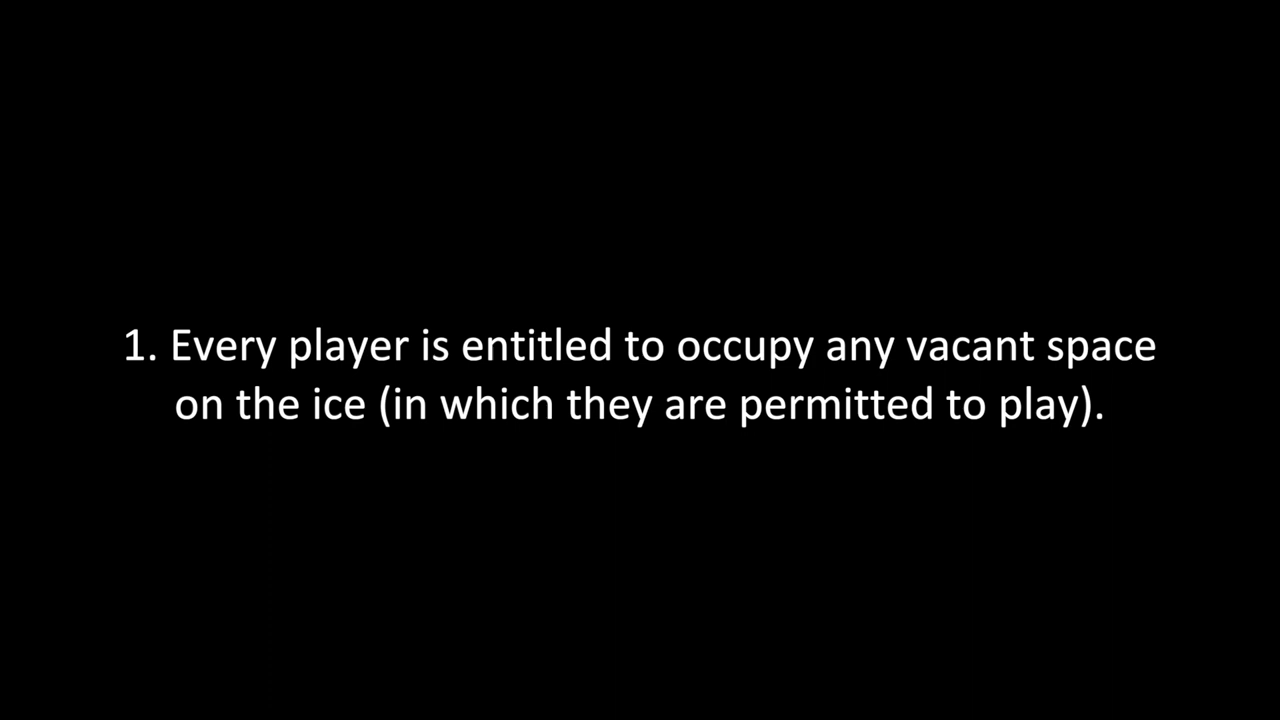 1. Every player is entitled to occupy any vacant space
on the ice (in which they are permitted to play).